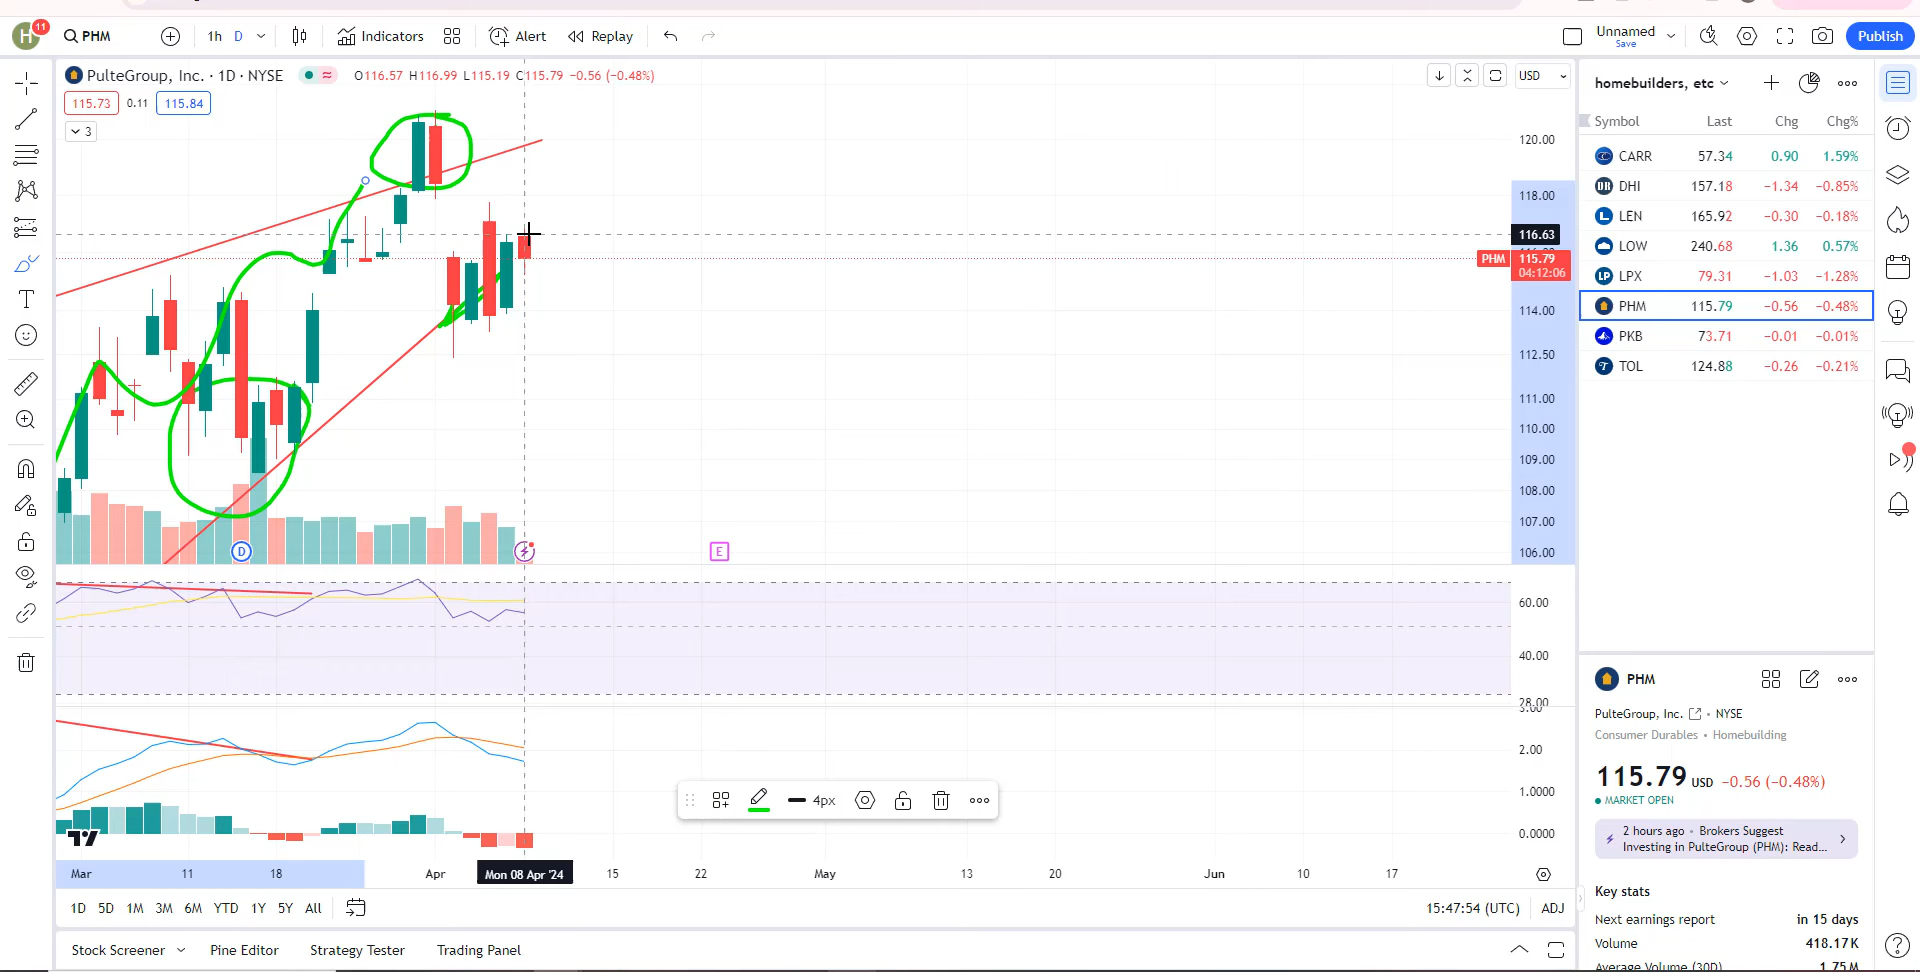 H 11 PHM 1h D Indicators Alert Replay Unnamed Save Publish
PulteGroup, Inc. · 1D · NYSE O116.57 H116.99 L115.19 C115.79 −0.56 (−0.48%)
USD
115.73 0.11 115.84
3
120.00
118.00
116.63
PHM 115.79
04:12:06
114.00
112.50
111.00
110.00
109.00
108.00
107.00
106.00
D E
60.00
40.00
28.00
3.00
2.00
1.0000
0.0000
4px
Mar 11 18 Apr Mon 08 Apr '24 15 22 May 13 20 Jun 10 17
1D 5D 1M 3M 6M YTD 1Y 5Y All 15:47:54 (UTC) ADJ
Stock Screener Pine Editor Strategy Tester Trading Panel
homebuilders, etc
Symbol Last Chg Chg%
CARR 57.34 0.90 1.59%
DHI 157.18 −1.34 −0.85%
LEN 165.92 −0.30 −0.18%
LOW 240.68 1.36 0.57%
LPX 79.31 −1.03 −1.28%
PHM 115.79 −0.56 −0.48%
PKB 73.71 −0.01 −0.01%
TOL 124.88 −0.26 −0.21%
PHM
PulteGroup, Inc. • NYSE
Consumer Durables • Homebuilding
115.79 USD −0.56 (−0.48%)
MARKET OPEN
2 hours ago • Brokers Suggest
Investing in PulteGroup (PHM): Read...
Key stats
Next earnings report in 15 days
Volume 418.17K
Average Volume (30D) 1.75M